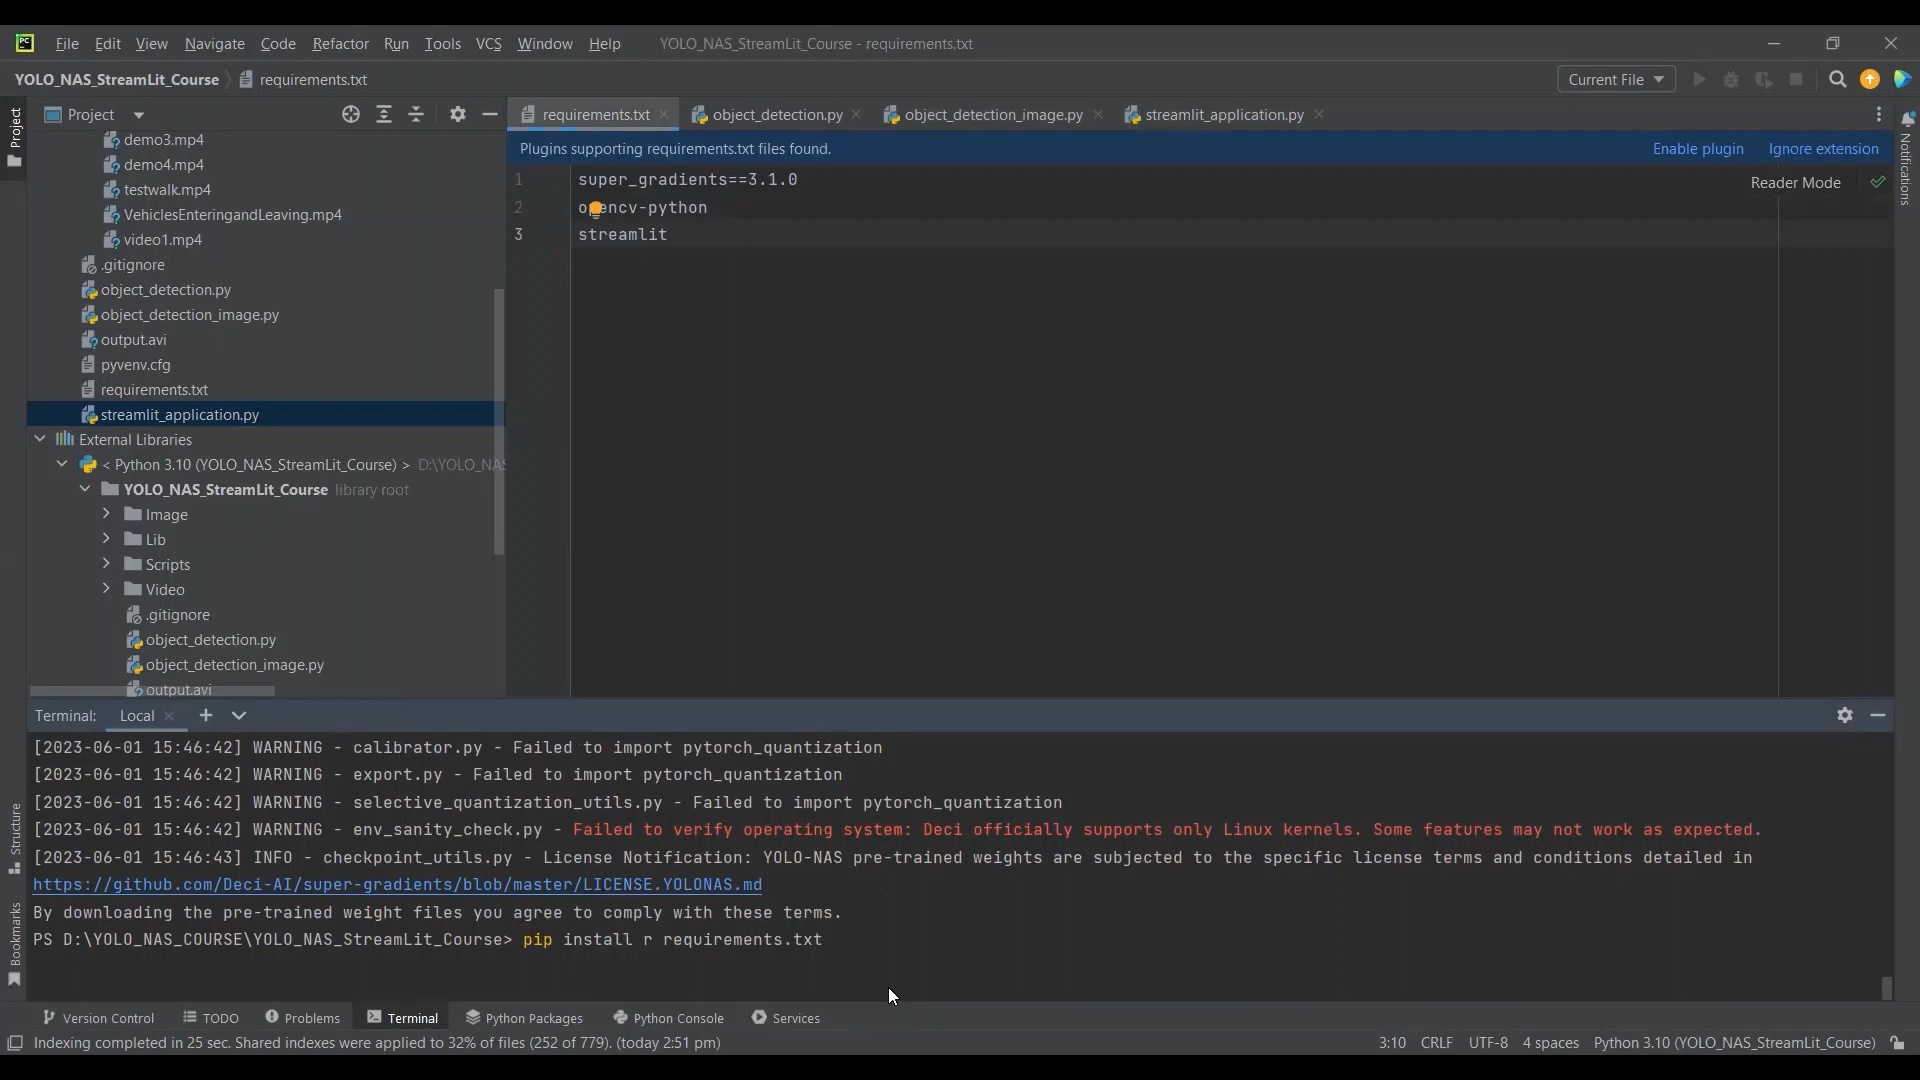 PC File Edit View Navigate Code Refactor Run Tools VCS Window Help YOLO_NAS_StreamLit_Course - requirements.txt
YOLO_NAS_StreamLit_Course requirements.txt Current File
Project Project requirements.txt object_detection.py object_detection_image.py streamlit_application.py
Notifications
demo3.mp4
demo4.mp4
testwalk.mp4
VehiclesEnteringandLeaving.mp4
video1.mp4
.gitignore
object_detection.py
object_detection_image.py
output.avi
pyvenv.cfg
requirements.txt
streamlit_application.py
External Libraries
< Python 3.10 (YOLO_NAS_StreamLit_Course) > D:\YOLO_NAS
YOLO_NAS_StreamLit_Course library root
Image
Lib
Scripts
Video
.gitignore
object_detection.py
object_detection_image.py
output.avi
Plugins supporting requirements.txt files found. Enable plugin Ignore extension
Reader Mode
1 super_gradients==3.1.0
2 opencv-python
3 streamlit
Terminal: Local
[2023-06-01 15:46:42] WARNING - calibrator.py - Failed to import pytorch_quantization
[2023-06-01 15:46:42] WARNING - export.py - Failed to import pytorch_quantization
[2023-06-01 15:46:42] WARNING - selective_quantization_utils.py - Failed to import pytorch_quantization
[2023-06-01 15:46:42] WARNING - env_sanity_check.py - Failed to verify operating system: Deci officially supports only Linux kernels. Some features may not work as expected.
[2023-06-01 15:46:43] INFO - checkpoint_utils.py - License Notification: YOLO-NAS pre-trained weights are subjected to the specific license terms and conditions detailed in
https://github.com/Deci-AI/super-gradients/blob/master/LICENSE.YOLONAS.md
By downloading the pre-trained weight files you agree to comply with these terms.
PS D:\YOLO_NAS_COURSE\YOLO_NAS_StreamLit_Course> pip install r requirements.txt
Structure
Bookmarks
Version Control TODO Problems Terminal Python Packages Python Console Services
Indexing completed in 25 sec. Shared indexes were applied to 32% of files (252 of 779). (today 2:51 pm) 3:10 CRLF UTF-8 4 spaces Python 3.10 (YOLO_NAS_StreamLit_Course)